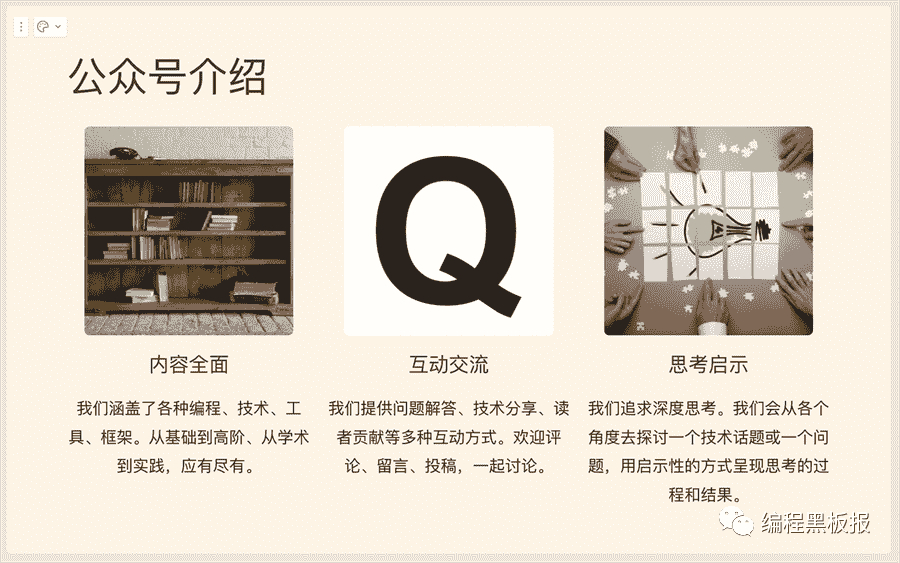 公众号介绍
Q
内容全面
我们涵盖了各种编程、技术、工
具、框架。从基础到高阶、从学术
到实践，应有尽有。
互动交流
我们提供问题解答、技术分享、读
者贡献等多种互动方式。欢迎评
论、留言、投稿，一起讨论。
思考启示
我们追求深度思考。我们会从各个
角度去探讨一个技术话题或一个问
题，用启示性的方式呈现思考的过
程和结果。
编程黑板报